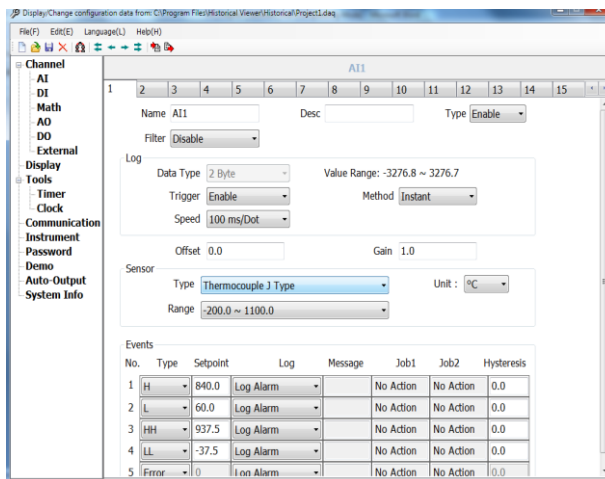 Display/Change configuration data from: C:\Program Files\Historical Viewer\Historical\Project1.daq
File(F) Edit(E) Language(L) Help(H)
Channel
AI
DI
Math
AO
DO
External
Display
Tools
Timer
Clock
Communication
Instrument
Password
Demo
Auto-Output
System Info
AI1
1 2 3 4 5 6 7 8 9 10 11 12 13 14 15
Name AI1 Desc Type Enable
Filter Disable
Log
Data Type 2 Byte Value Range: -3276.8 ~ 3276.7
Trigger Enable Method Instant
Speed 100 ms/Dot
Offset 0.0 Gain 1.0
Sensor
Type Thermocouple J Type Unit : ºC
Range -200.0 ~ 1100.0
Events
No. Type Setpoint Log Message Job1 Job2 Hysteresis
1 H 840.0 Log Alarm No Action No Action 0.0
2 L 60.0 Log Alarm No Action No Action 0.0
3 HH 937.5 Log Alarm No Action No Action 0.0
4 LL -37.5 Log Alarm No Action No Action 0.0
5 Error 0 Log Alarm No Action No Action 0.0